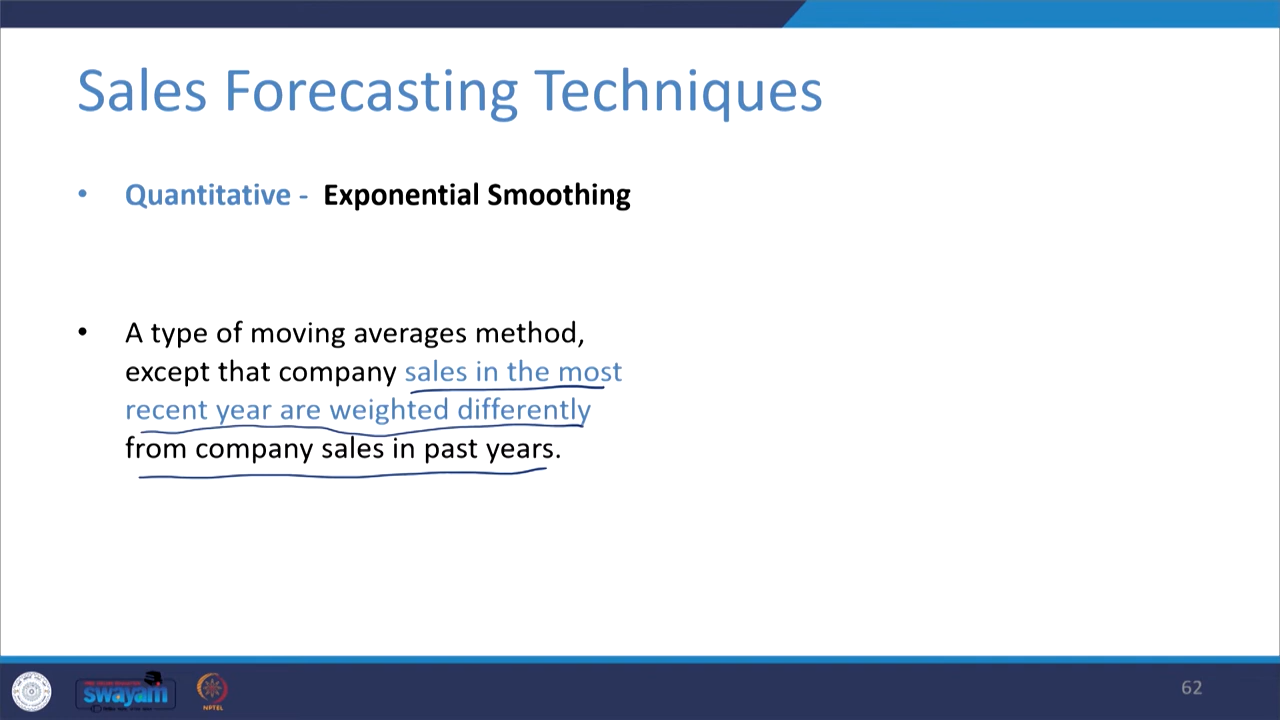 Sales Forecasting Techniques
• Quantitative - Exponential Smoothing
• A type of moving averages method,
except that company sales in the most
recent year are weighted differently
from company sales in past years.
swayam
NPTEL
62